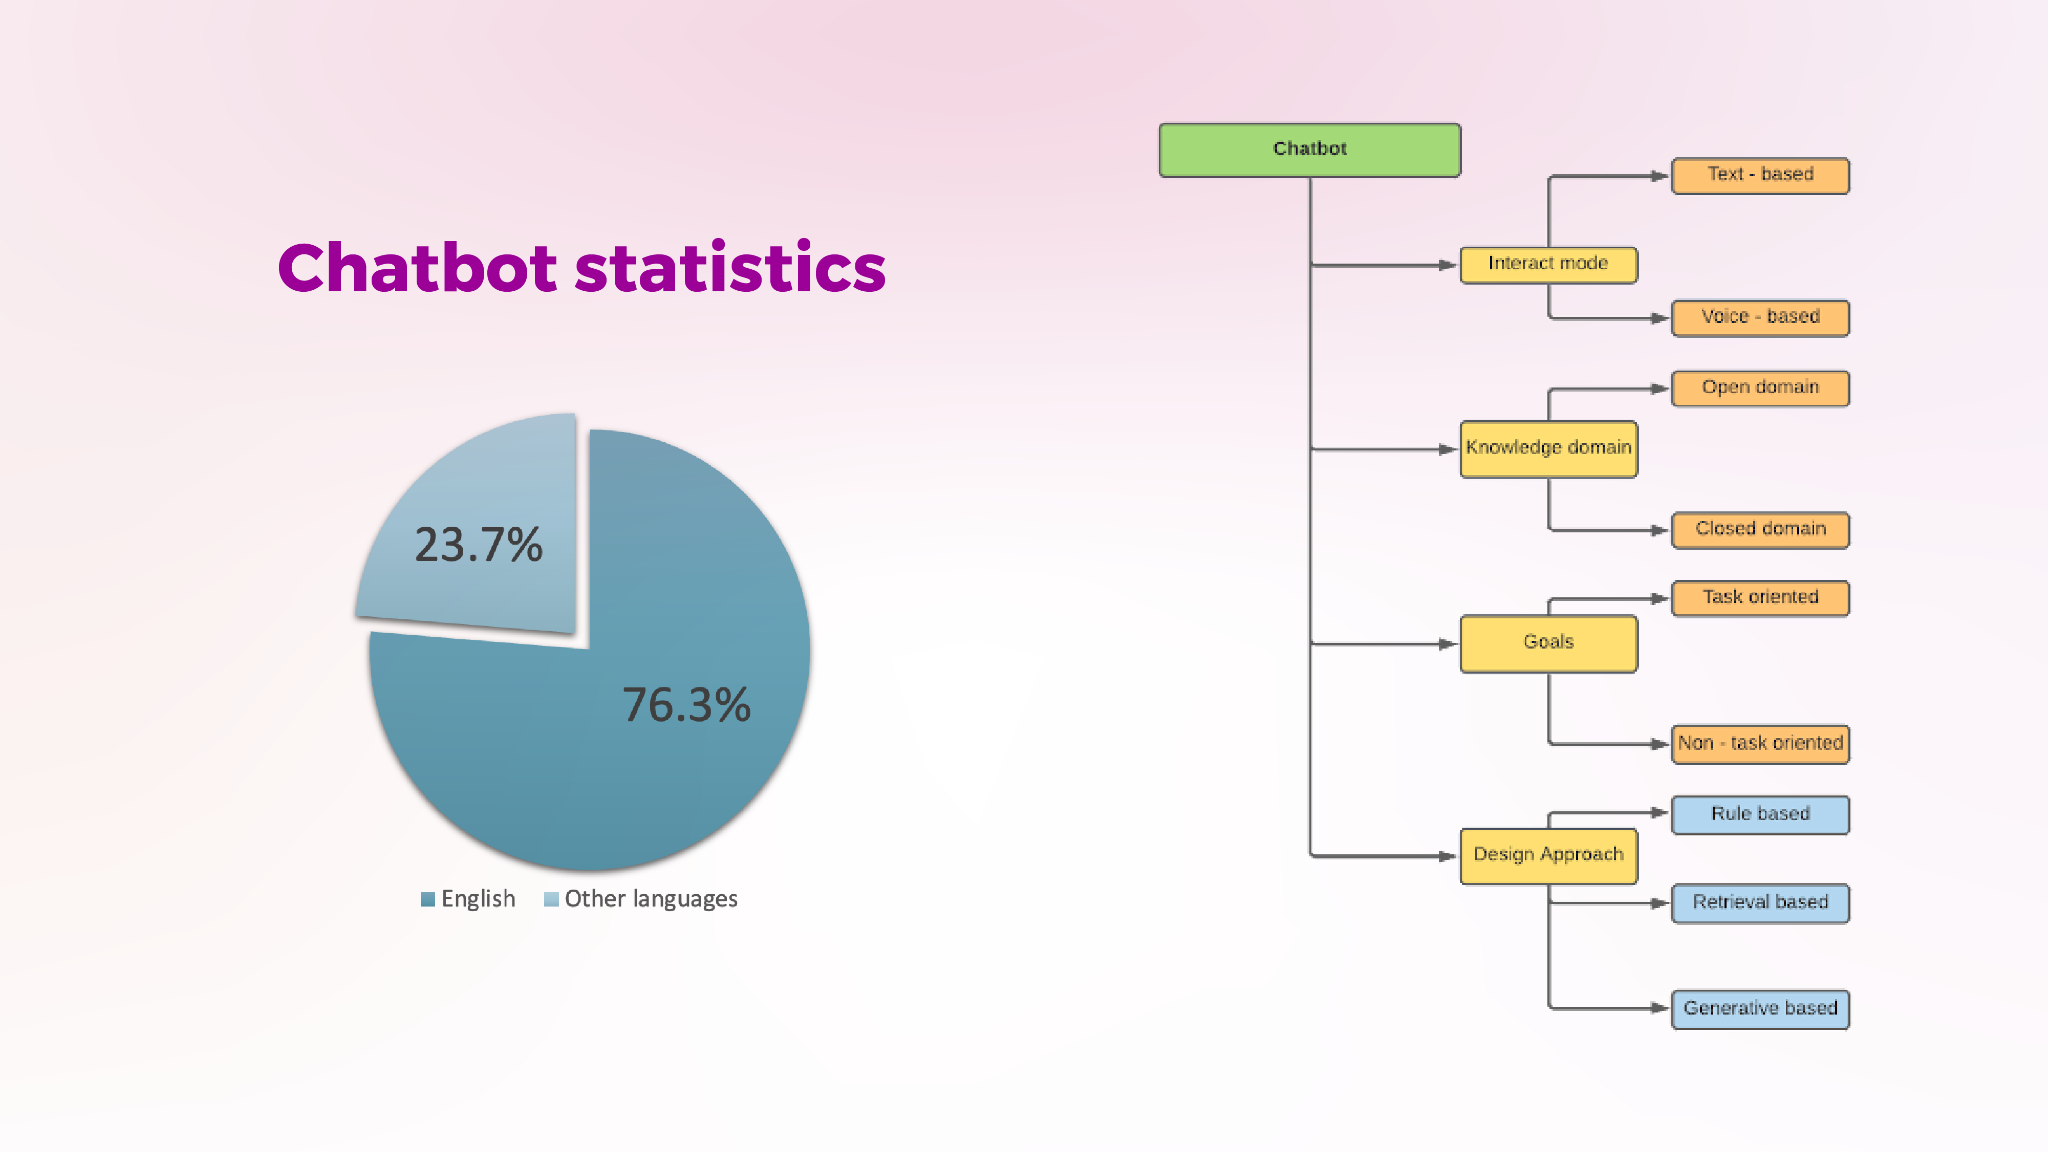 Chatbot statistics
23.7%
76.3%
English
Other languages
Chatbot
Text - based
Interact mode
Voice - based
Open domain
Knowledge domain
Closed domain
Task oriented
Goals
Non - task oriented
Rule based
Design Approach
Retrieval based
Generative based